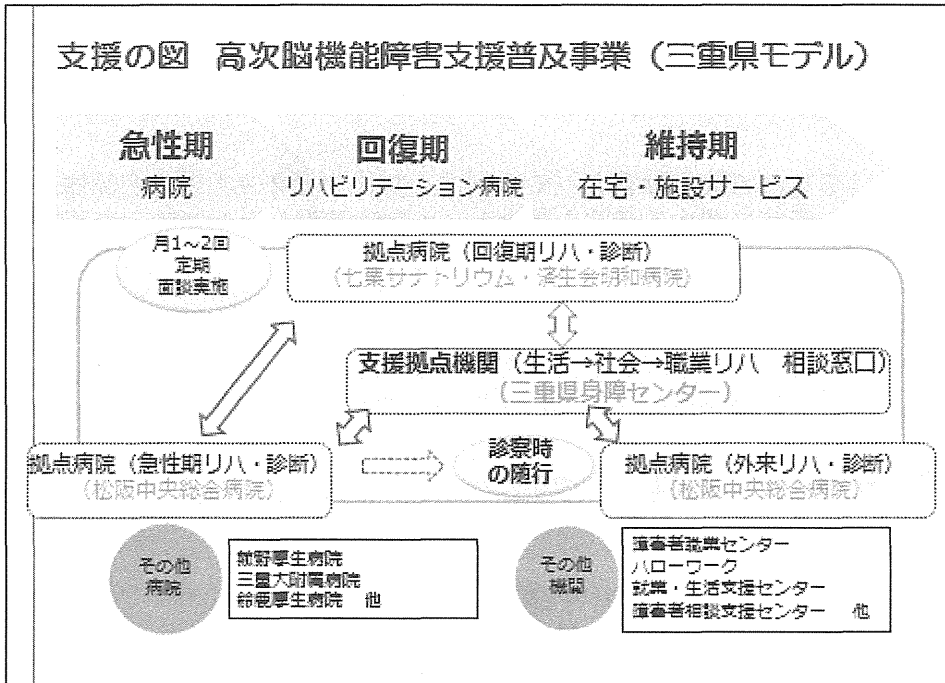 支援の図 高次脳機能障害支援普及事業（三重県モデル）
急性期
病院
回復期
リハビリテーション病院
維持期
在宅・施設サービス
月1～2回
定期
面談実施
拠点病院（回復期リハ・診断）
（七栗サナトリウム・済生会明和病院）
支援拠点機関（生活→社会→職業リハ 相談窓口）
（三重県身障センター）
拠点病院（急性期リハ・診断）
（松阪中央総合病院）
診察時
の随行
拠点病院（外来リハ・診断）
（松阪中央総合病院）
その他
病院
厚生病院
三重大附属病院
鈴鹿厚生病院 他
その他
機関
障害者職業センター
ハローワーク
就業・生活支援センター
障害者相談支援センター 他